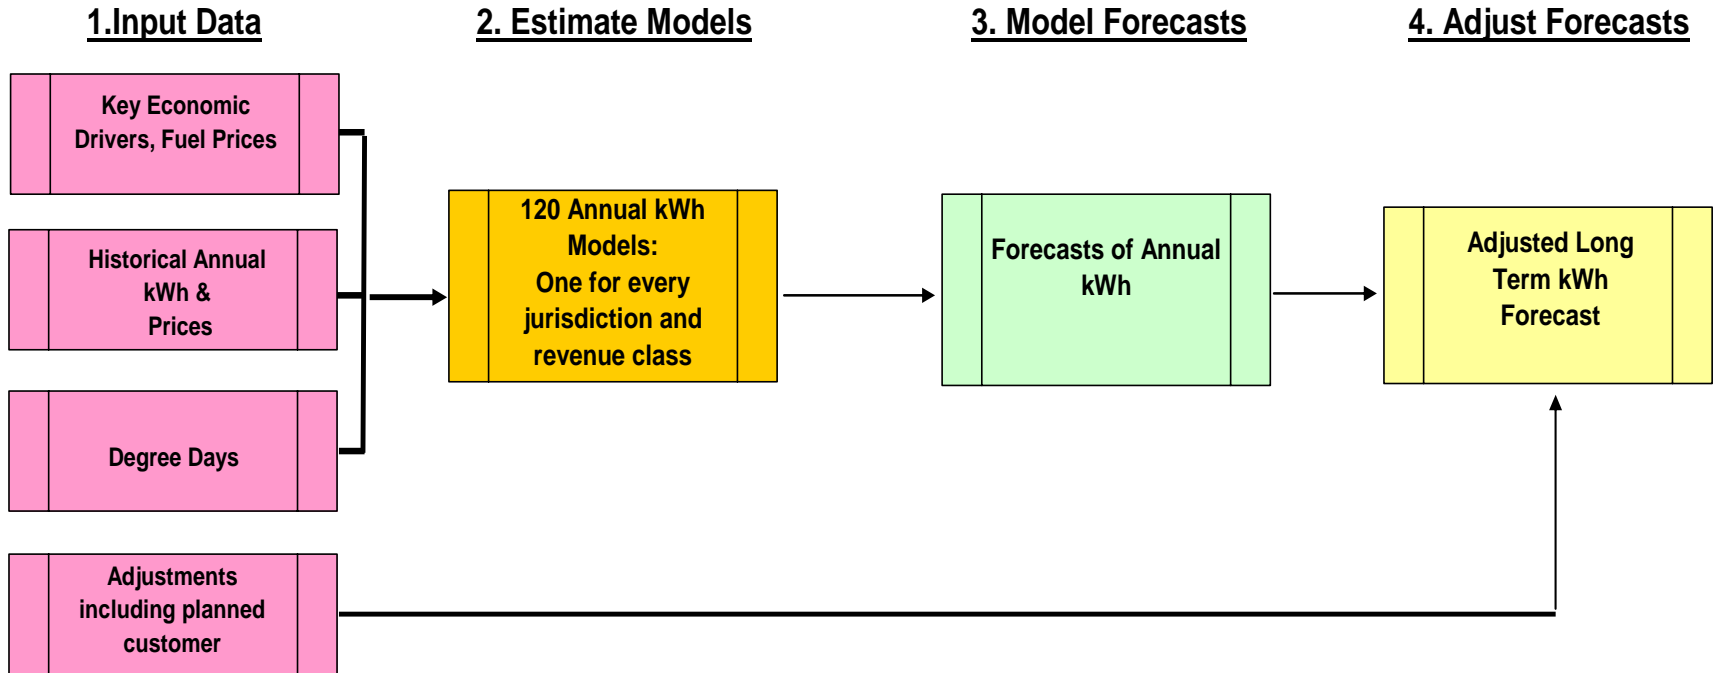 1.Input Data
2. Estimate Models
3. Model Forecasts
4. Adjust Forecasts
Key Economic
Drivers, Fuel Prices
Historical Annual
kWh &
Prices
Degree Days
Adjustments
including planned
customer
120 Annual kWh
Models:
One for every
jurisdiction and
revenue class
Forecasts of Annual
kWh
Adjusted Long
Term kWh
Forecast